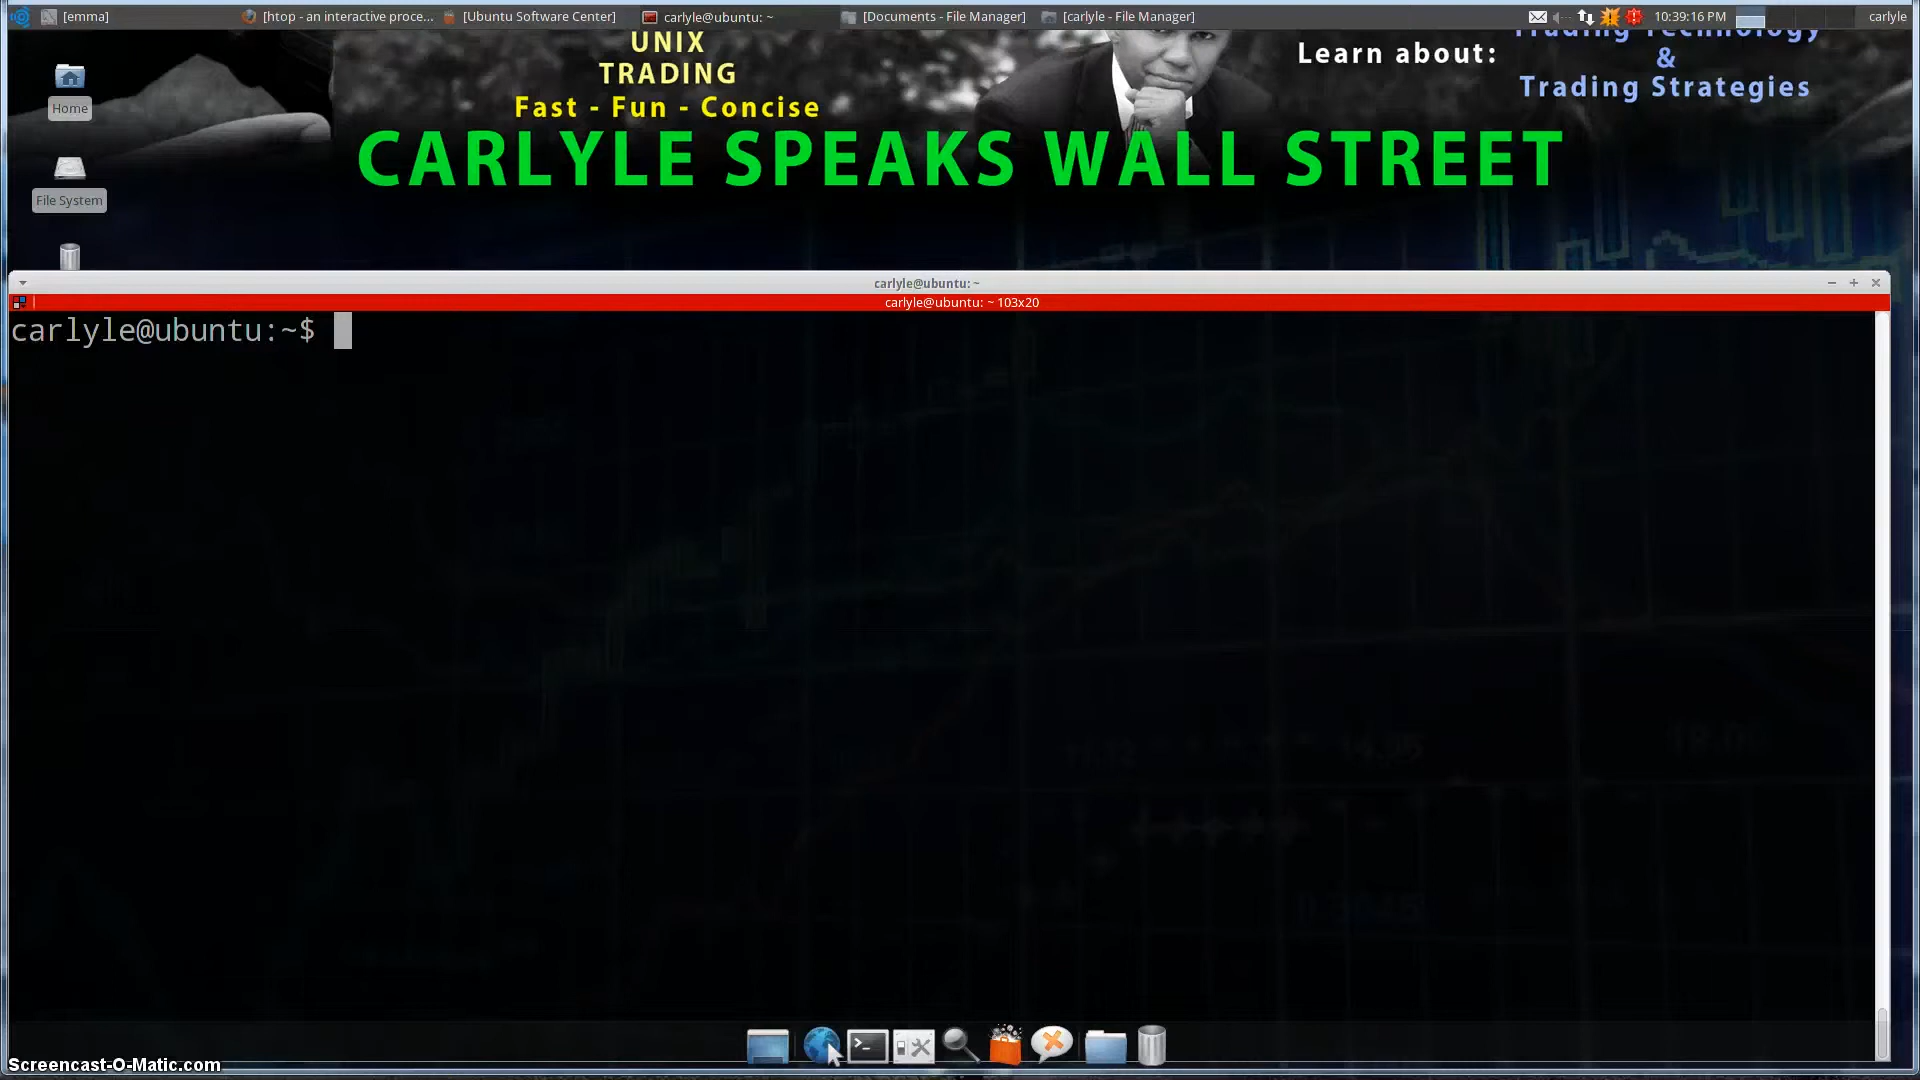 [emma] [htop - an interactive proce... [Ubuntu Software Center] carlyle@ubuntu: ~ [Documents - File Manager] [carlyle - File Manager] 10:39:16 PM carlyle
UNIX
TRADING
Fast - Fun - Concise
Learn about:
Trading Technology
&
Trading Strategies
CARLYLE SPEAKS WALL STREET
Home
File System
carlyle@ubuntu: ~
carlyle@ubuntu: ~ 103x20
carlyle@ubuntu:~$
Screencast-O-Matic.com